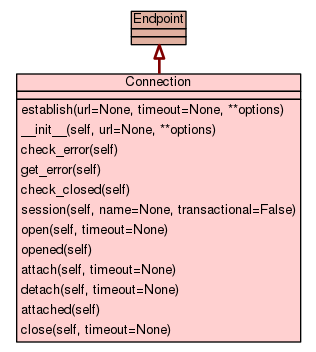 Endpoint
Connection
establish(url=None, timeout=None, **options)
__init__(self, url=None, **options)
check_error(self)
get_error(self)
check_closed(self)
session(self, name=None, transactional=False)
open(self, timeout=None)
opened(self)
attach(self, timeout=None)
detach(self, timeout=None)
attached(self)
close(self, timeout=None)